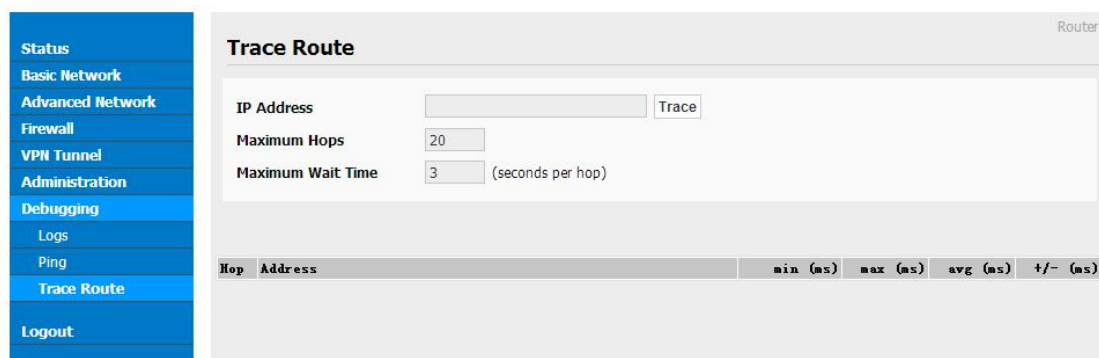 Status
Basic Network
Advanced Network
Firewall
VPN Tunnel
Administration
Debugging
Logs
Ping
Trace Route
Logout
Router
Trace Route
IP Address Trace
Maximum Hops 20
Maximum Wait Time 3 (seconds per hop)
Hop Address min (ms) max (ms) avg (ms) +/- (ms)